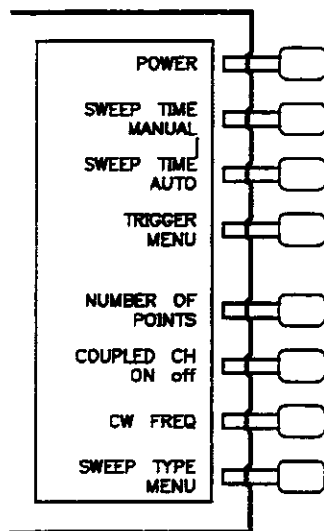 POWER
SWEEP TIME
MANUAL
SWEEP TIME
AUTO
TRIGGER
MENU
NUMBER OF
POINTS
COUPLED CH
ON off
CW FREQ
SWEEP TYPE
MENU